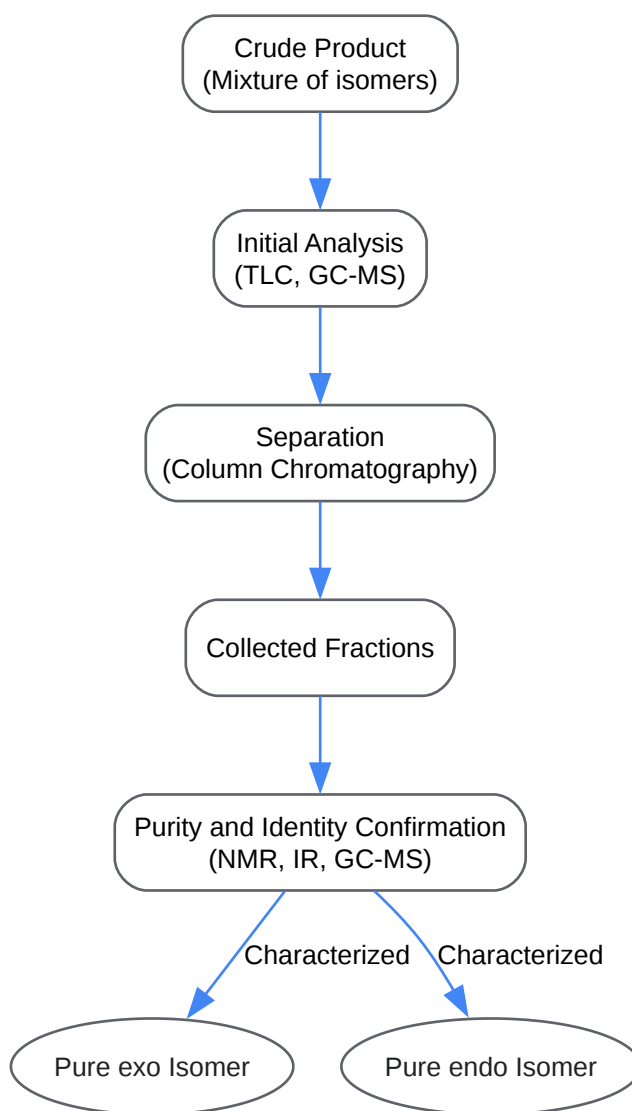 Crude Product
(Mixture of isomers)
Initial Analysis
(TLC, GC-MS)
Separation
(Column Chromatography)
Collected Fractions
Purity and Identity Confirmation
(NMR, IR, GC-MS)
Characterized
Characterized
Pure exo Isomer
Pure endo Isomer